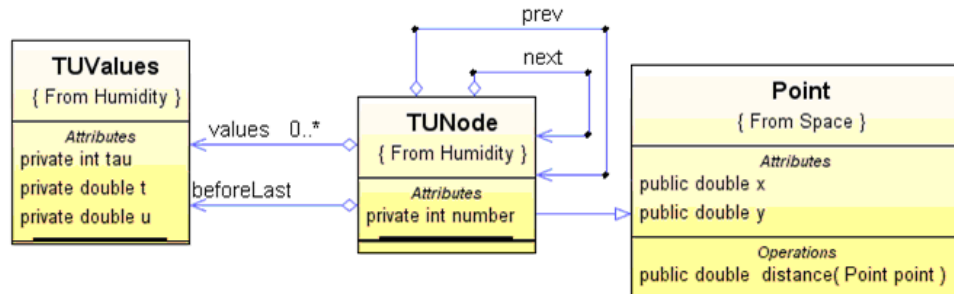 prev
next
TUValues
{ From Humidity }
Attributes
private int tau
private double t
private double u
values 0..*
beforeLast
TUNode
{ From Humidity }
Attributes
private int number
Point
{ From Space }
Attributes
public double x
public double y
Operations
public double distance( Point point )